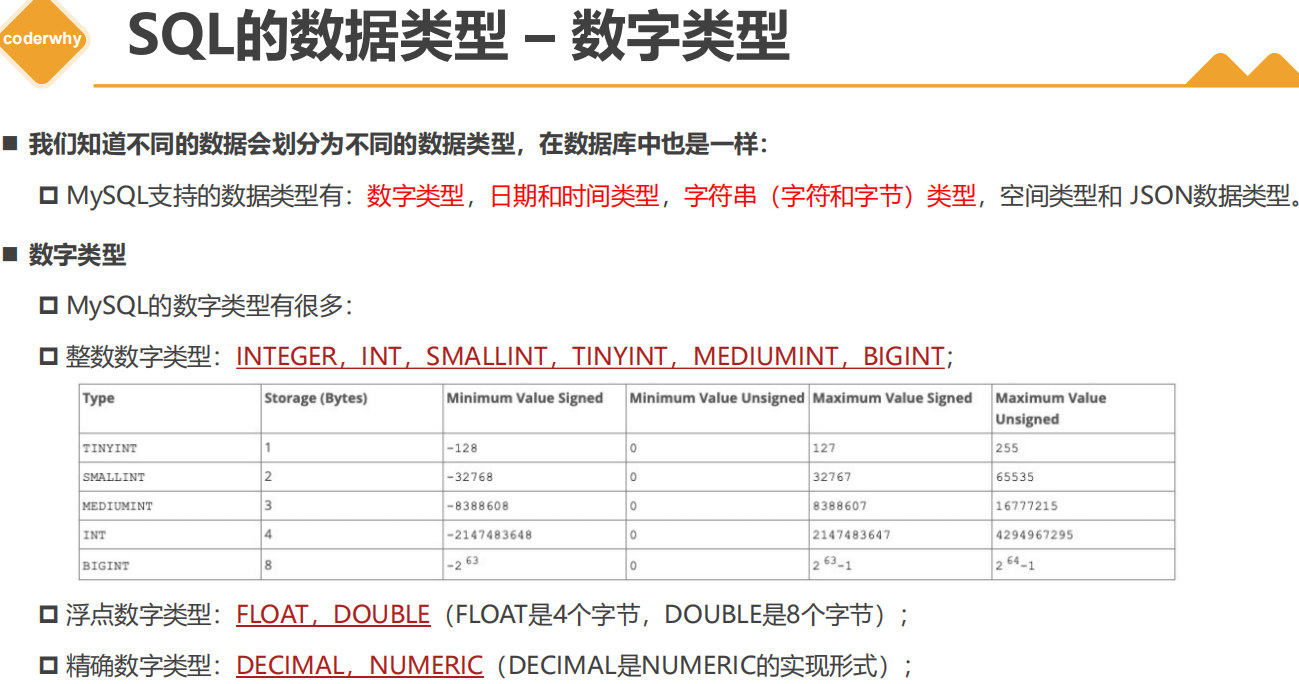 coderwhy
SQL的数据类型 – 数字类型
■ 我们知道不同的数据会划分为不同的数据类型，在数据库中也是一样：
MySQL支持的数据类型有：数字类型，日期和时间类型，字符串（字符和字节）类型，空间类型和 JSON数据类型。
■ 数字类型
MySQL的数字类型有很多：
整数数字类型：INTEGER，INT，SMALLINT，TINYINT，MEDIUMINT，BIGINT；
Type Storage (Bytes) Minimum Value Signed Minimum Value Unsigned Maximum Value Signed Maximum Value
Unsigned
TINYINT 1 -128 0 127 255
SMALLINT 2 -32768 0 32767 65535
MEDIUMINT 3 -8388608 0 8388607 16777215
INT 4 -2147483648 0 2147483647 4294967295
BIGINT 8 -2 63 0 2 63-1 2 64-1
浮点数字类型：FLOAT，DOUBLE（FLOAT是4个字节，DOUBLE是8个字节）；
精确数字类型：DECIMAL，NUMERIC（DECIMAL是NUMERIC的实现形式）；